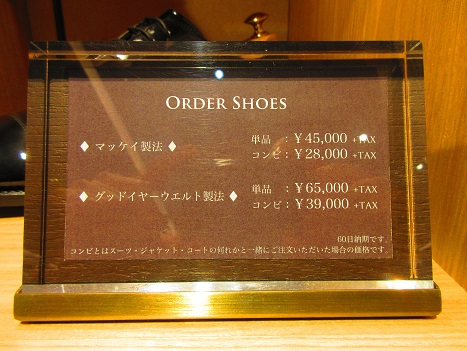 ORDER SHOES
♦ マッケイ製法 ♦ 単品 : ¥45,000 +TAX
コンビ : ¥28,000 +TAX
♦ グッドイヤーウエルト製法 ♦ 単品 : ¥65,000 +TAX
コンビ : ¥39,000 +TAX
60日納期です。
コンビとはスーツ・ジャケット・コートの何れかと一緒にご注文いただいた場合の価格です。